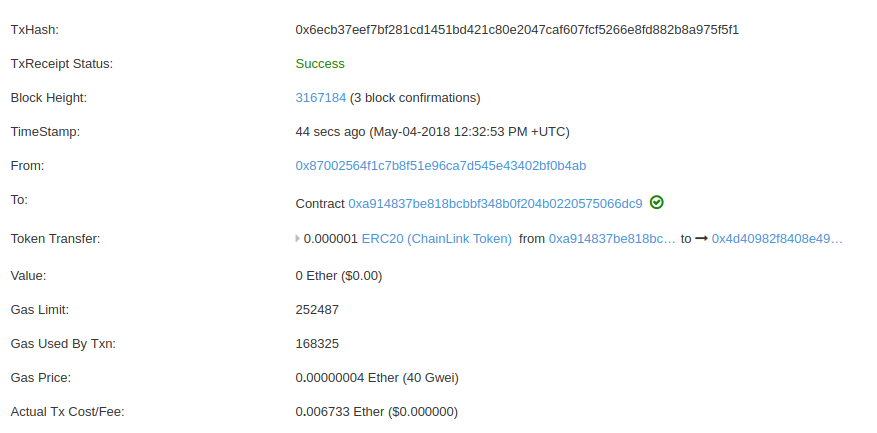 TxHash: 0x6ecb37eef7bf281cd1451bd421c80e2047caf607fcf5266e8fd882b8a975f5f1
TxReceipt Status: Success
Block Height: 3167184 (3 block confirmations)
TimeStamp: 44 secs ago (May-04-2018 12:32:53 PM +UTC)
From: 0x87002564f1c7b8f51e96ca7d545e43402bf0b4ab
To: Contract 0xa914837be818bcbbf348b0f204b0220575066dc9
Token Transfer: 0.000001 ERC20 (ChainLink Token) from 0xa914837be818bc... to 0x4d40982f8408e49...
Value: 0 Ether ($0.00)
Gas Limit: 252487
Gas Used By Txn: 168325
Gas Price: 0.00000004 Ether (40 Gwei)
Actual Tx Cost/Fee: 0.006733 Ether ($0.000000)